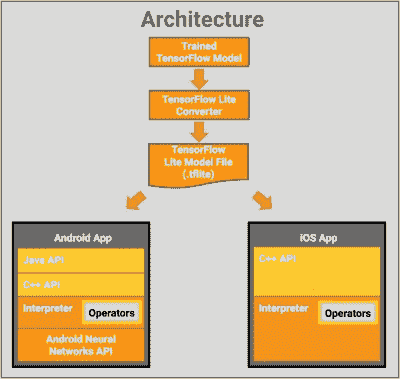 Architecture
Trained
TensorFlow Model
TensorFlow Lite
Converter
TensorFlow
Lite Model File
(.tflite)
Android App
Java API
C++ API
Interpreter
Operators
Android Neural
Networks API
iOS App
C++ API
Interpreter
Operators